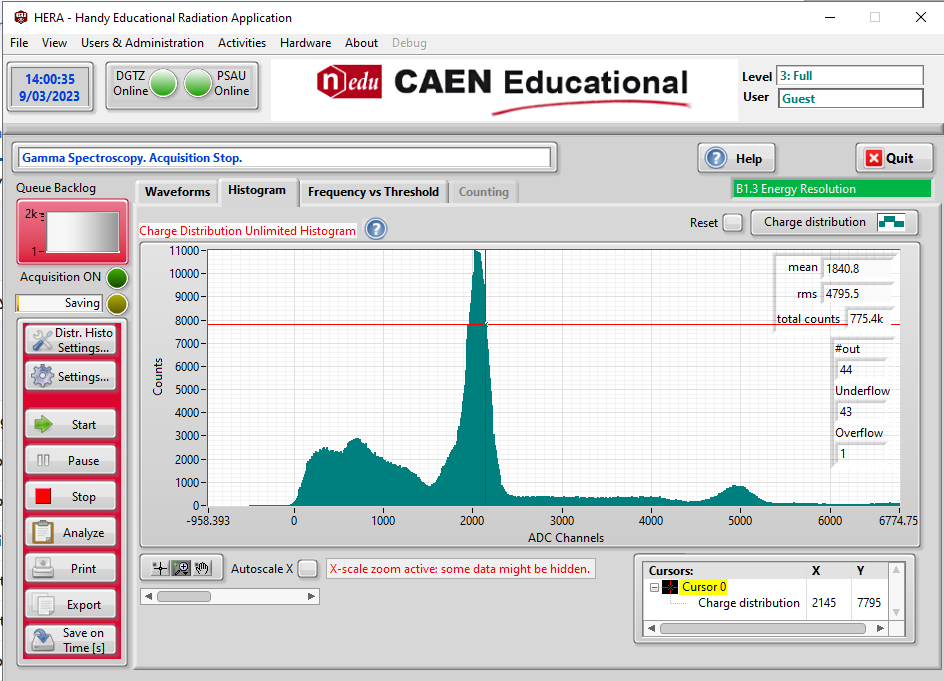 HERA - Handy Educational Radiation Application
File View Users & Administration Activities Hardware About Debug
14:00:35
9/03/2023
DGTZ
Online
PSAU
Online
n edu CAEN Educational
Level 3: Full
User Guest
Gamma Spectroscopy. Acquisition Stop.
Help
Quit
B1.3 Energy Resolution
Queue Backlog
2k
1
Acquisition ON
Saving
Waveforms Histogram Frequency vs Threshold Counting
Charge Distribution Unlimited Histogram
Reset
Charge distribution
Distr. Histo
Settings...
Settings...
Start
Pause
Stop
Analyze
Print
Export
Save on
Time [s]
Counts
11000
10000
9000
8000
7000
6000
5000
4000
3000
2000
1000
0
-958.393 0 1000 2000 3000 4000 5000 6000 6774.75
ADC Channels
mean 1840.8
rms 4795.5
total counts 775.4k
#out
44
Underflow
43
Overflow
1
Autoscale X
X-scale zoom active: some data might be hidden.
Cursors: X Y
Cursor 0
Charge distribution 2145 7795